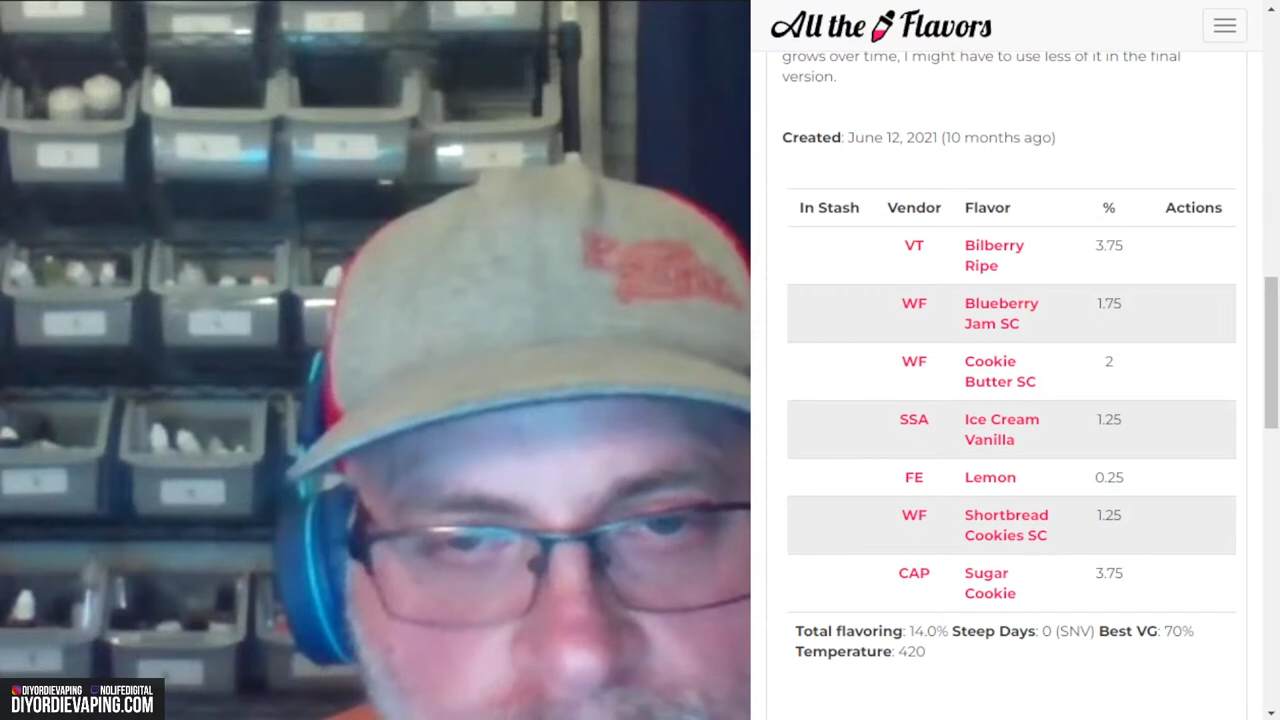 All the Flavors
grows over time, I might have to use less of it in the final
version.
Created: June 12, 2021 (10 months ago)
In Stash Vendor Flavor % Actions
VT Bilberry Ripe 3.75
WF Blueberry Jam SC 1.75
WF Cookie Butter SC 2
SSA Ice Cream Vanilla 1.25
FE Lemon 0.25
WF Shortbread Cookies SC 1.25
CAP Sugar Cookie 3.75
Total flavoring: 14.0% Steep Days: 0 (SNV) Best VG: 70%
Temperature: 420
DIYORDIEVAPING NOLIFEDIGITAL
DIYORDIEVAPING.COM